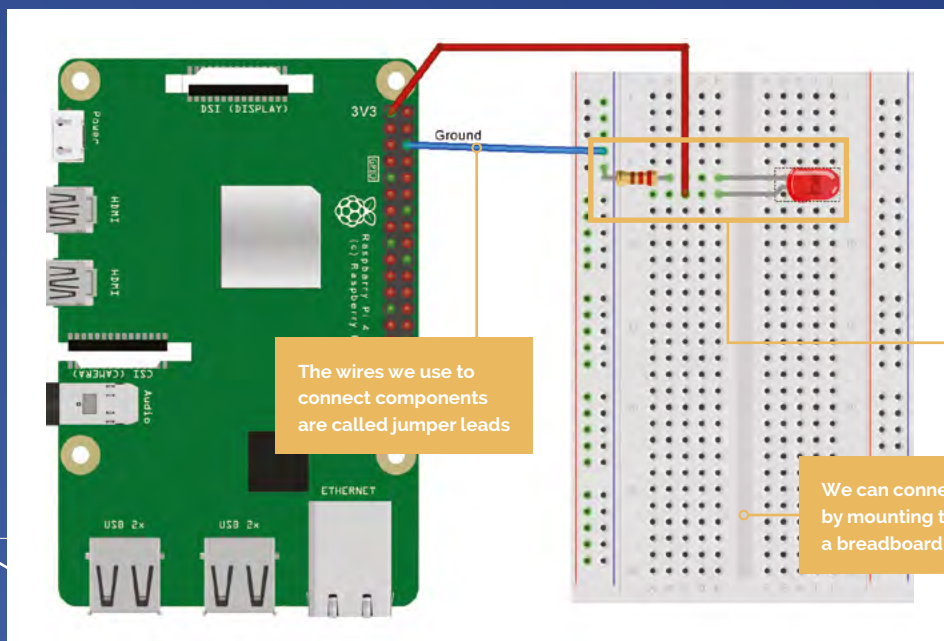 DSI (DISPLAY)
3V3
Power
Ground
GPIO
HDMI
HDMI
Raspberry Pi 4
(c) Raspberry
The wires we use to
connect components
are called jumper leads
CSI (CAMERA)
Audio
ETHERNET
USB 2x
USB 2x
We can conne
by mounting t
a breadboard